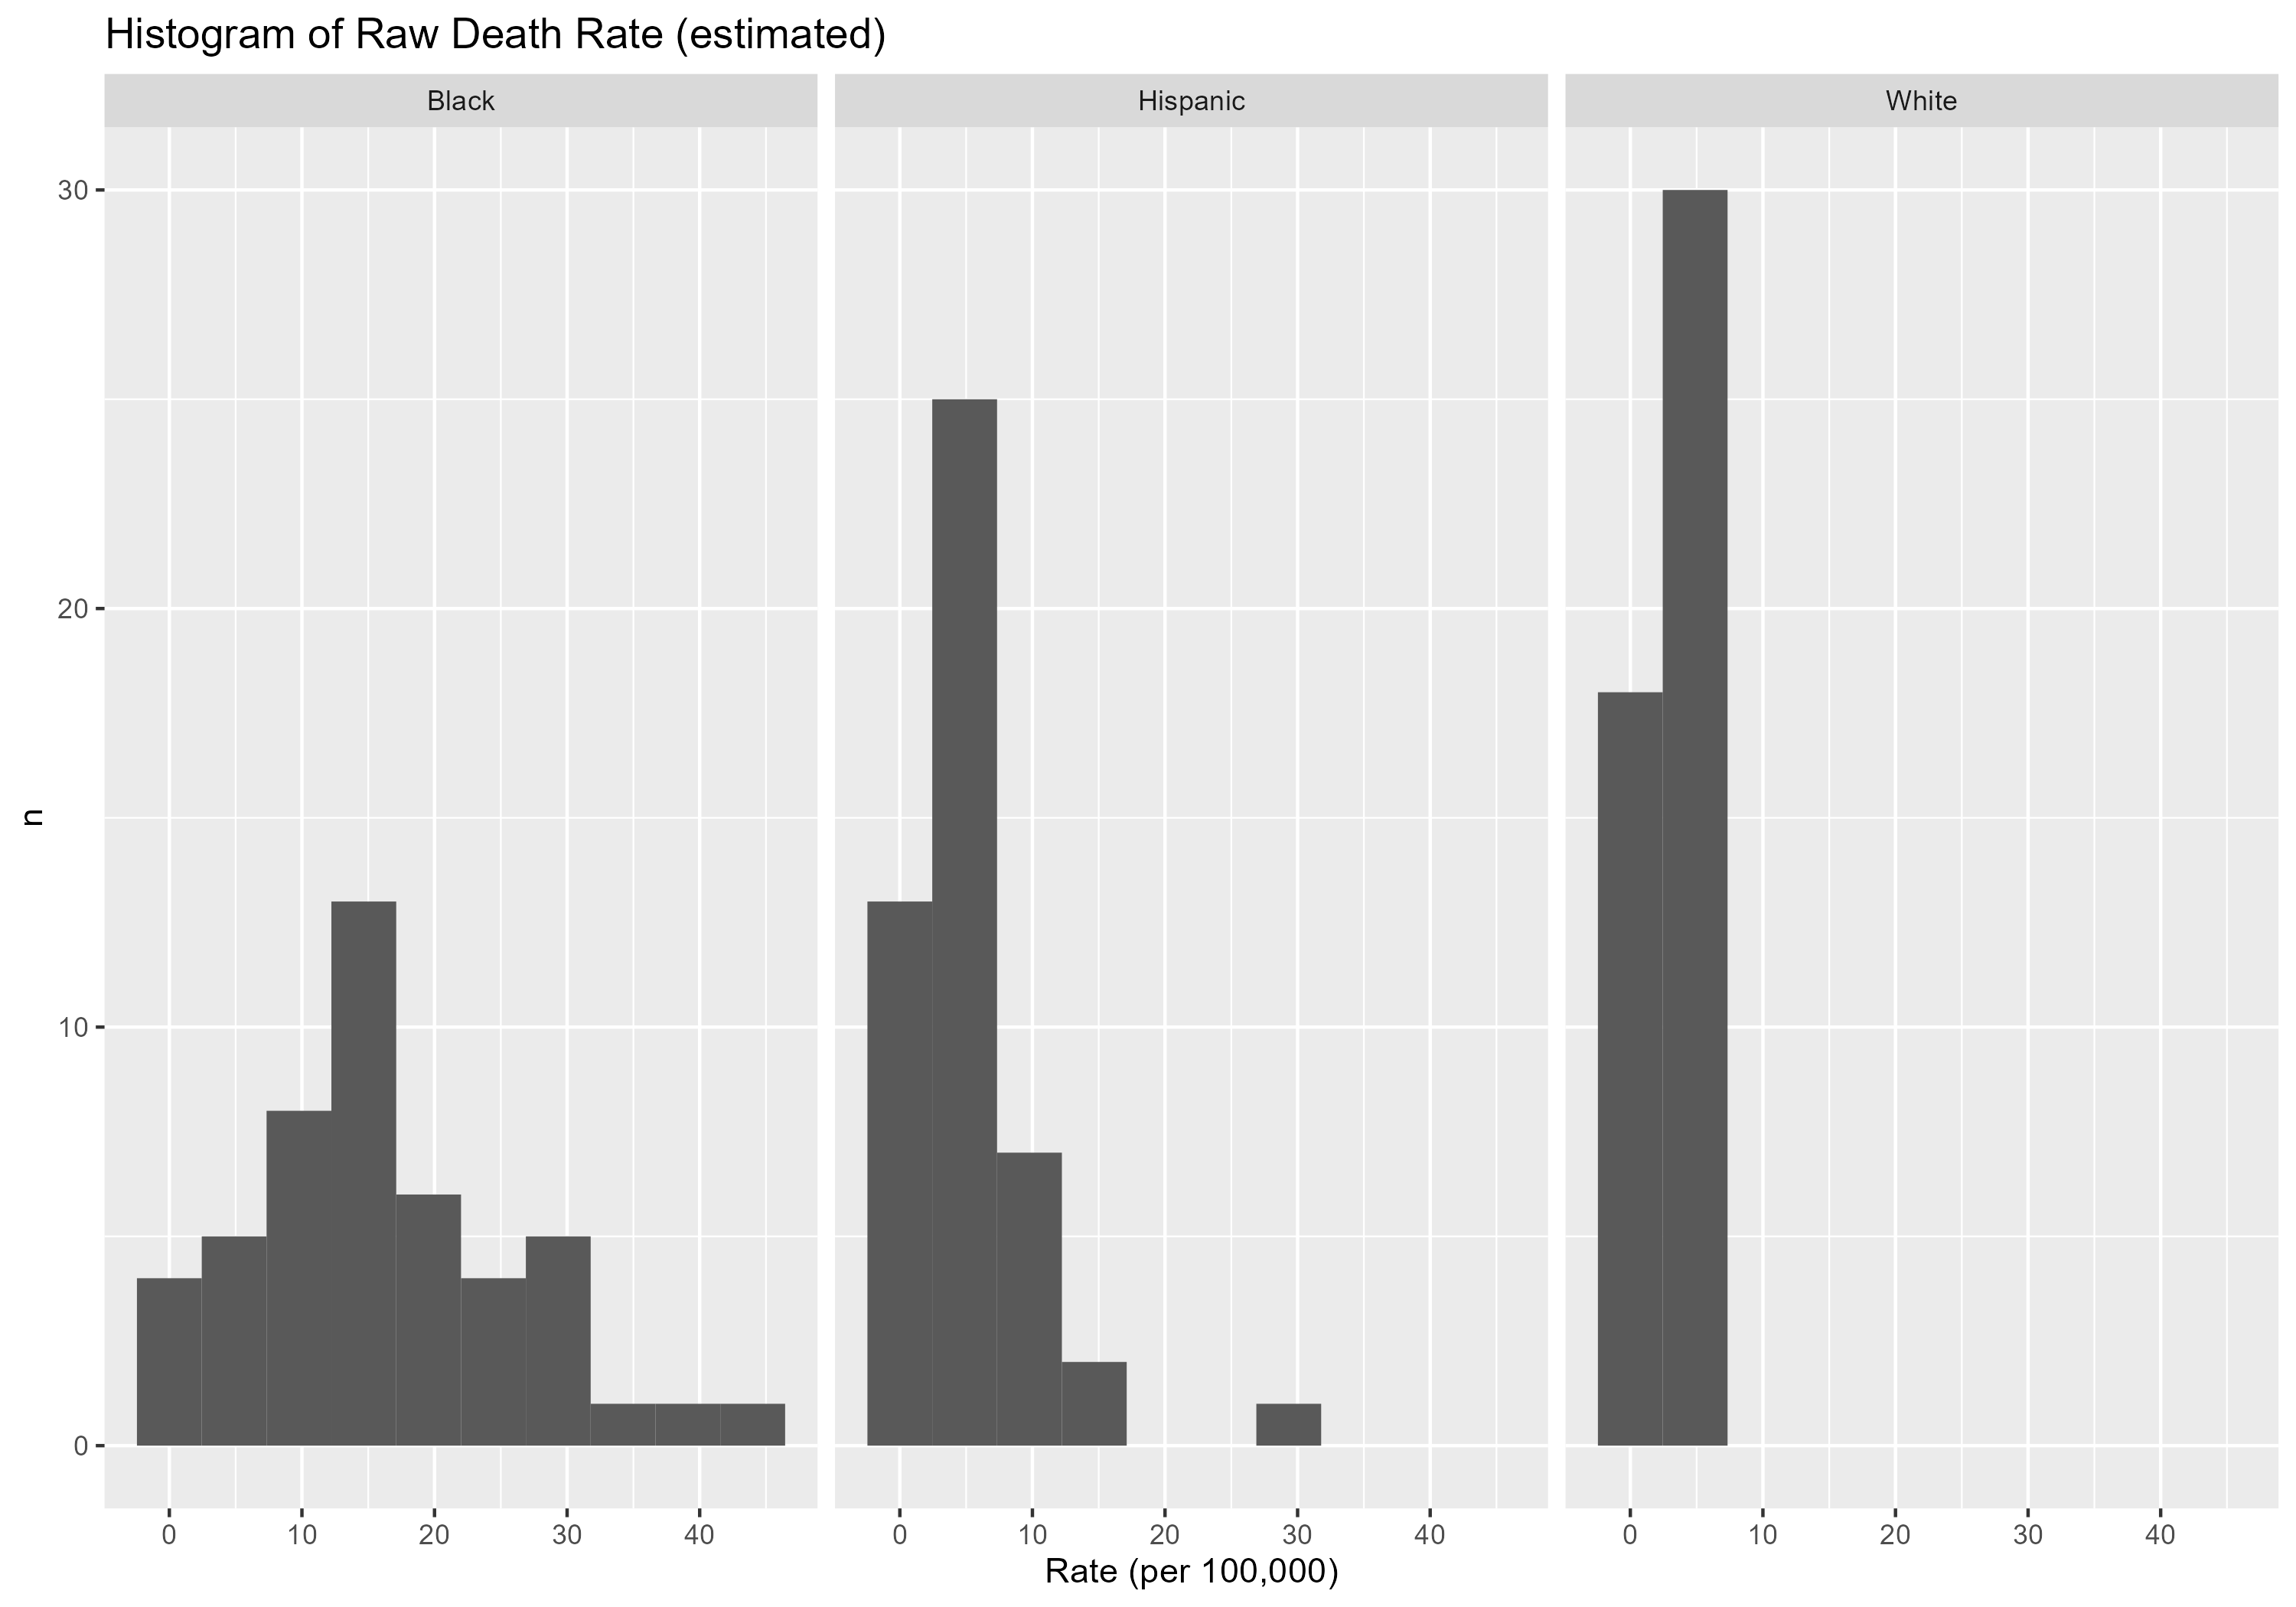 Histogram of Raw Death Rate (estimated)
Black Hispanic White
30
20
n
10
0
0 10 20 30 40 0 10 20 30 40 0 10 20 30 40
Rate (per 100,000)